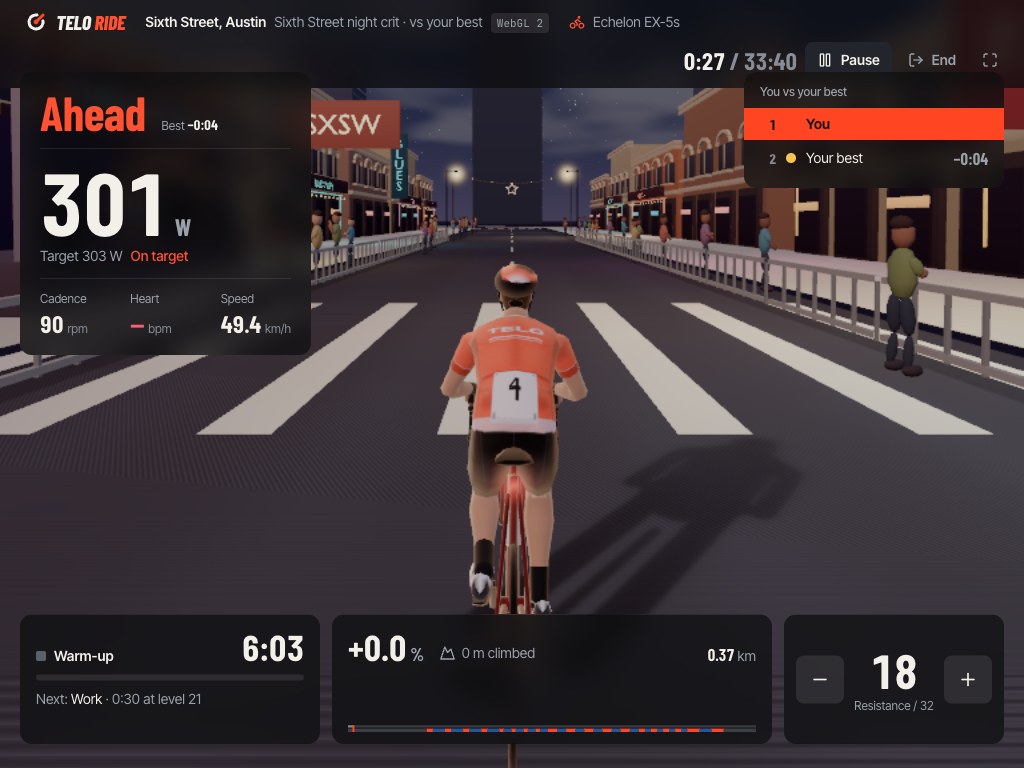 TELO RIDE Sixth Street, Austin Sixth Street night crit · vs your best WebGL 2 Echelon EX-5s
0:27 / 33:40 Pause End
Ahead Best −0:04
301 W
Target 303 W On target
Cadence Heart Speed
90 rpm — bpm 49.4 km/h
You vs your best
1 You
2 Your best −0:04
SXSW
BLUES
TELO
4
Warm-up 6:03
Next: Work · 0:30 at level 21
+0.0 % 0 m climbed 0.37 km
− 18 +
Resistance / 32